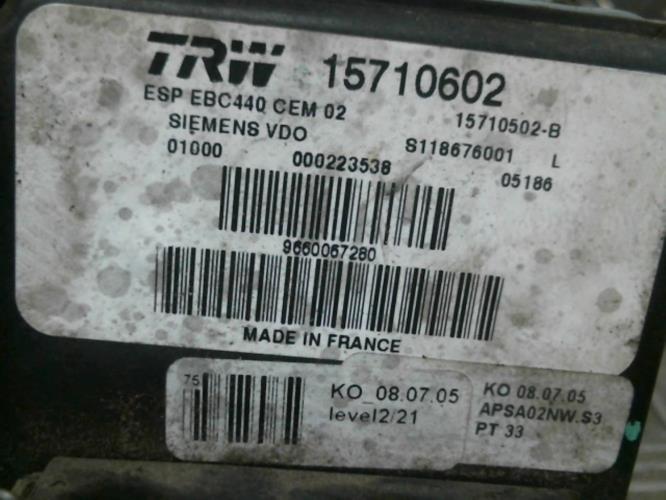 TRW 15710602
ESP EBC440 CEM 02 15710502-B
SIEMENS VDO S118676001 L
01000 000223538 05186
9660067280
MADE IN FRANCE
75
KO_08.07.05
level2/21
KO 08.07.05
APSA02NW.S3
PT 33